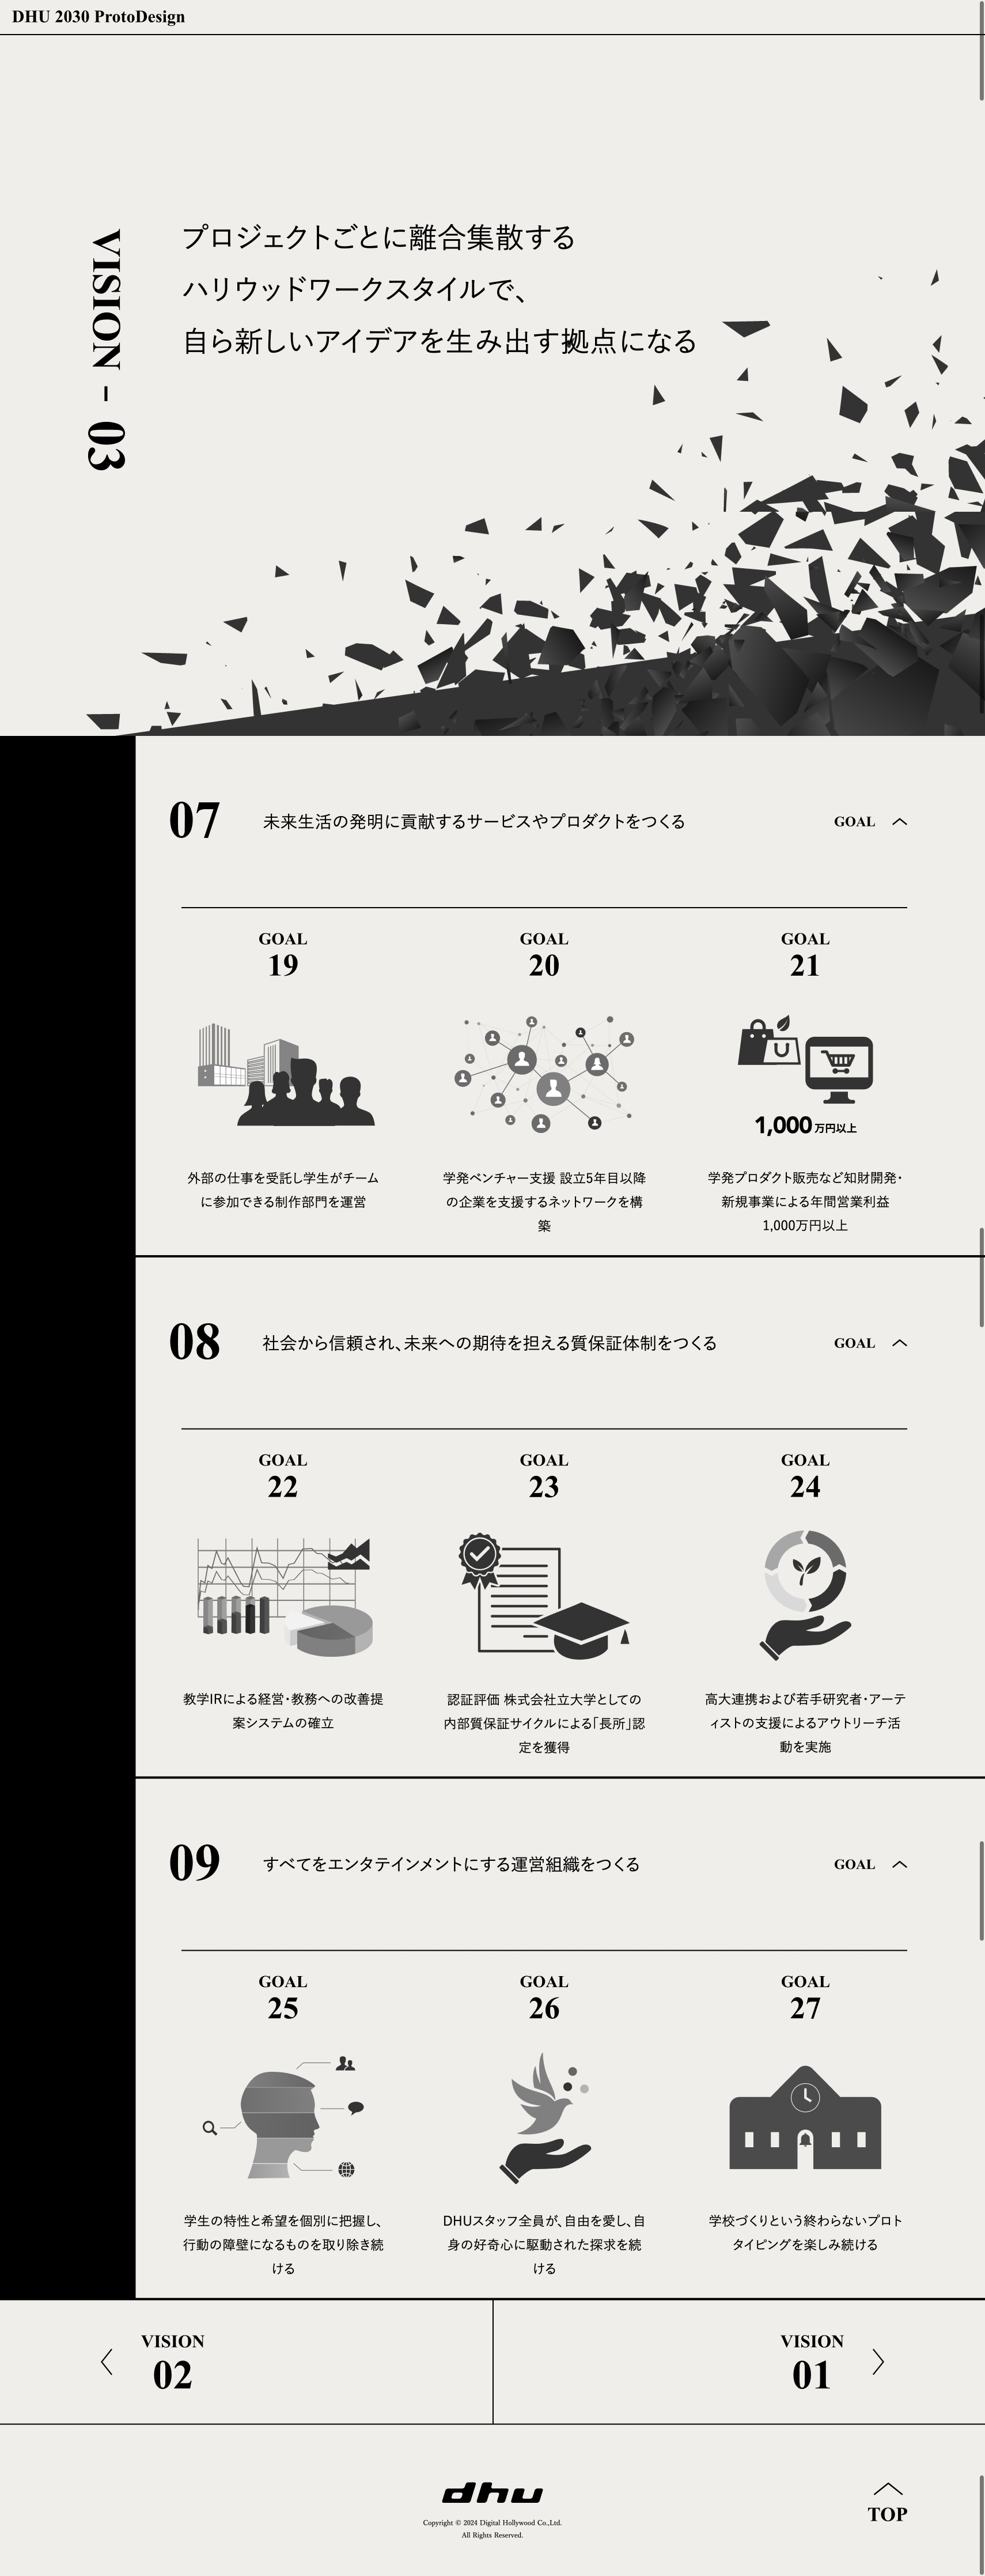 DHU 2030 ProtoDesign
VISION – 03
プロジェクトごとに離合集散する
ハリウッドワークスタイルで、
自ら新しいアイデアを生み出す拠点になる
07
未来生活の発明に貢献するサービスやプロダクトをつくる
GOAL
GOAL
19
外部の仕事を受託し学生がチーム
に参加できる制作部門を運営
GOAL
20
学発ベンチャー支援 設立5年目以降
の企業を支援するネットワークを構
築
GOAL
21
1,000万円以上
学発プロダクト販売など知財開発・
新規事業による年間営業利益
1,000万円以上
08
社会から信頼され、未来への期待を担える質保証体制をつくる
GOAL
GOAL
22
教学IRによる経営・教務への改善提
案システムの確立
GOAL
23
認証評価 株式会社立大学としての
内部質保証サイクルによる「長所」認
定を獲得
GOAL
24
高大連携および若手研究者・アーテ
ィストの支援によるアウトリーチ活
動を実施
09
すべてをエンタテインメントにする運営組織をつくる
GOAL
GOAL
25
学生の特性と希望を個別に把握し、
行動の障壁になるものを取り除き続
ける
GOAL
26
DHUスタッフ全員が、自由を愛し、自
身の好奇心に駆動された探求を続
ける
GOAL
27
学校づくりという終わらないプロト
タイピングを楽しみ続ける
VISION
02
VISION
01
dhu
Copyright © 2024 Digital Hollywood Co.,Ltd.
All Rights Reserved.
TOP